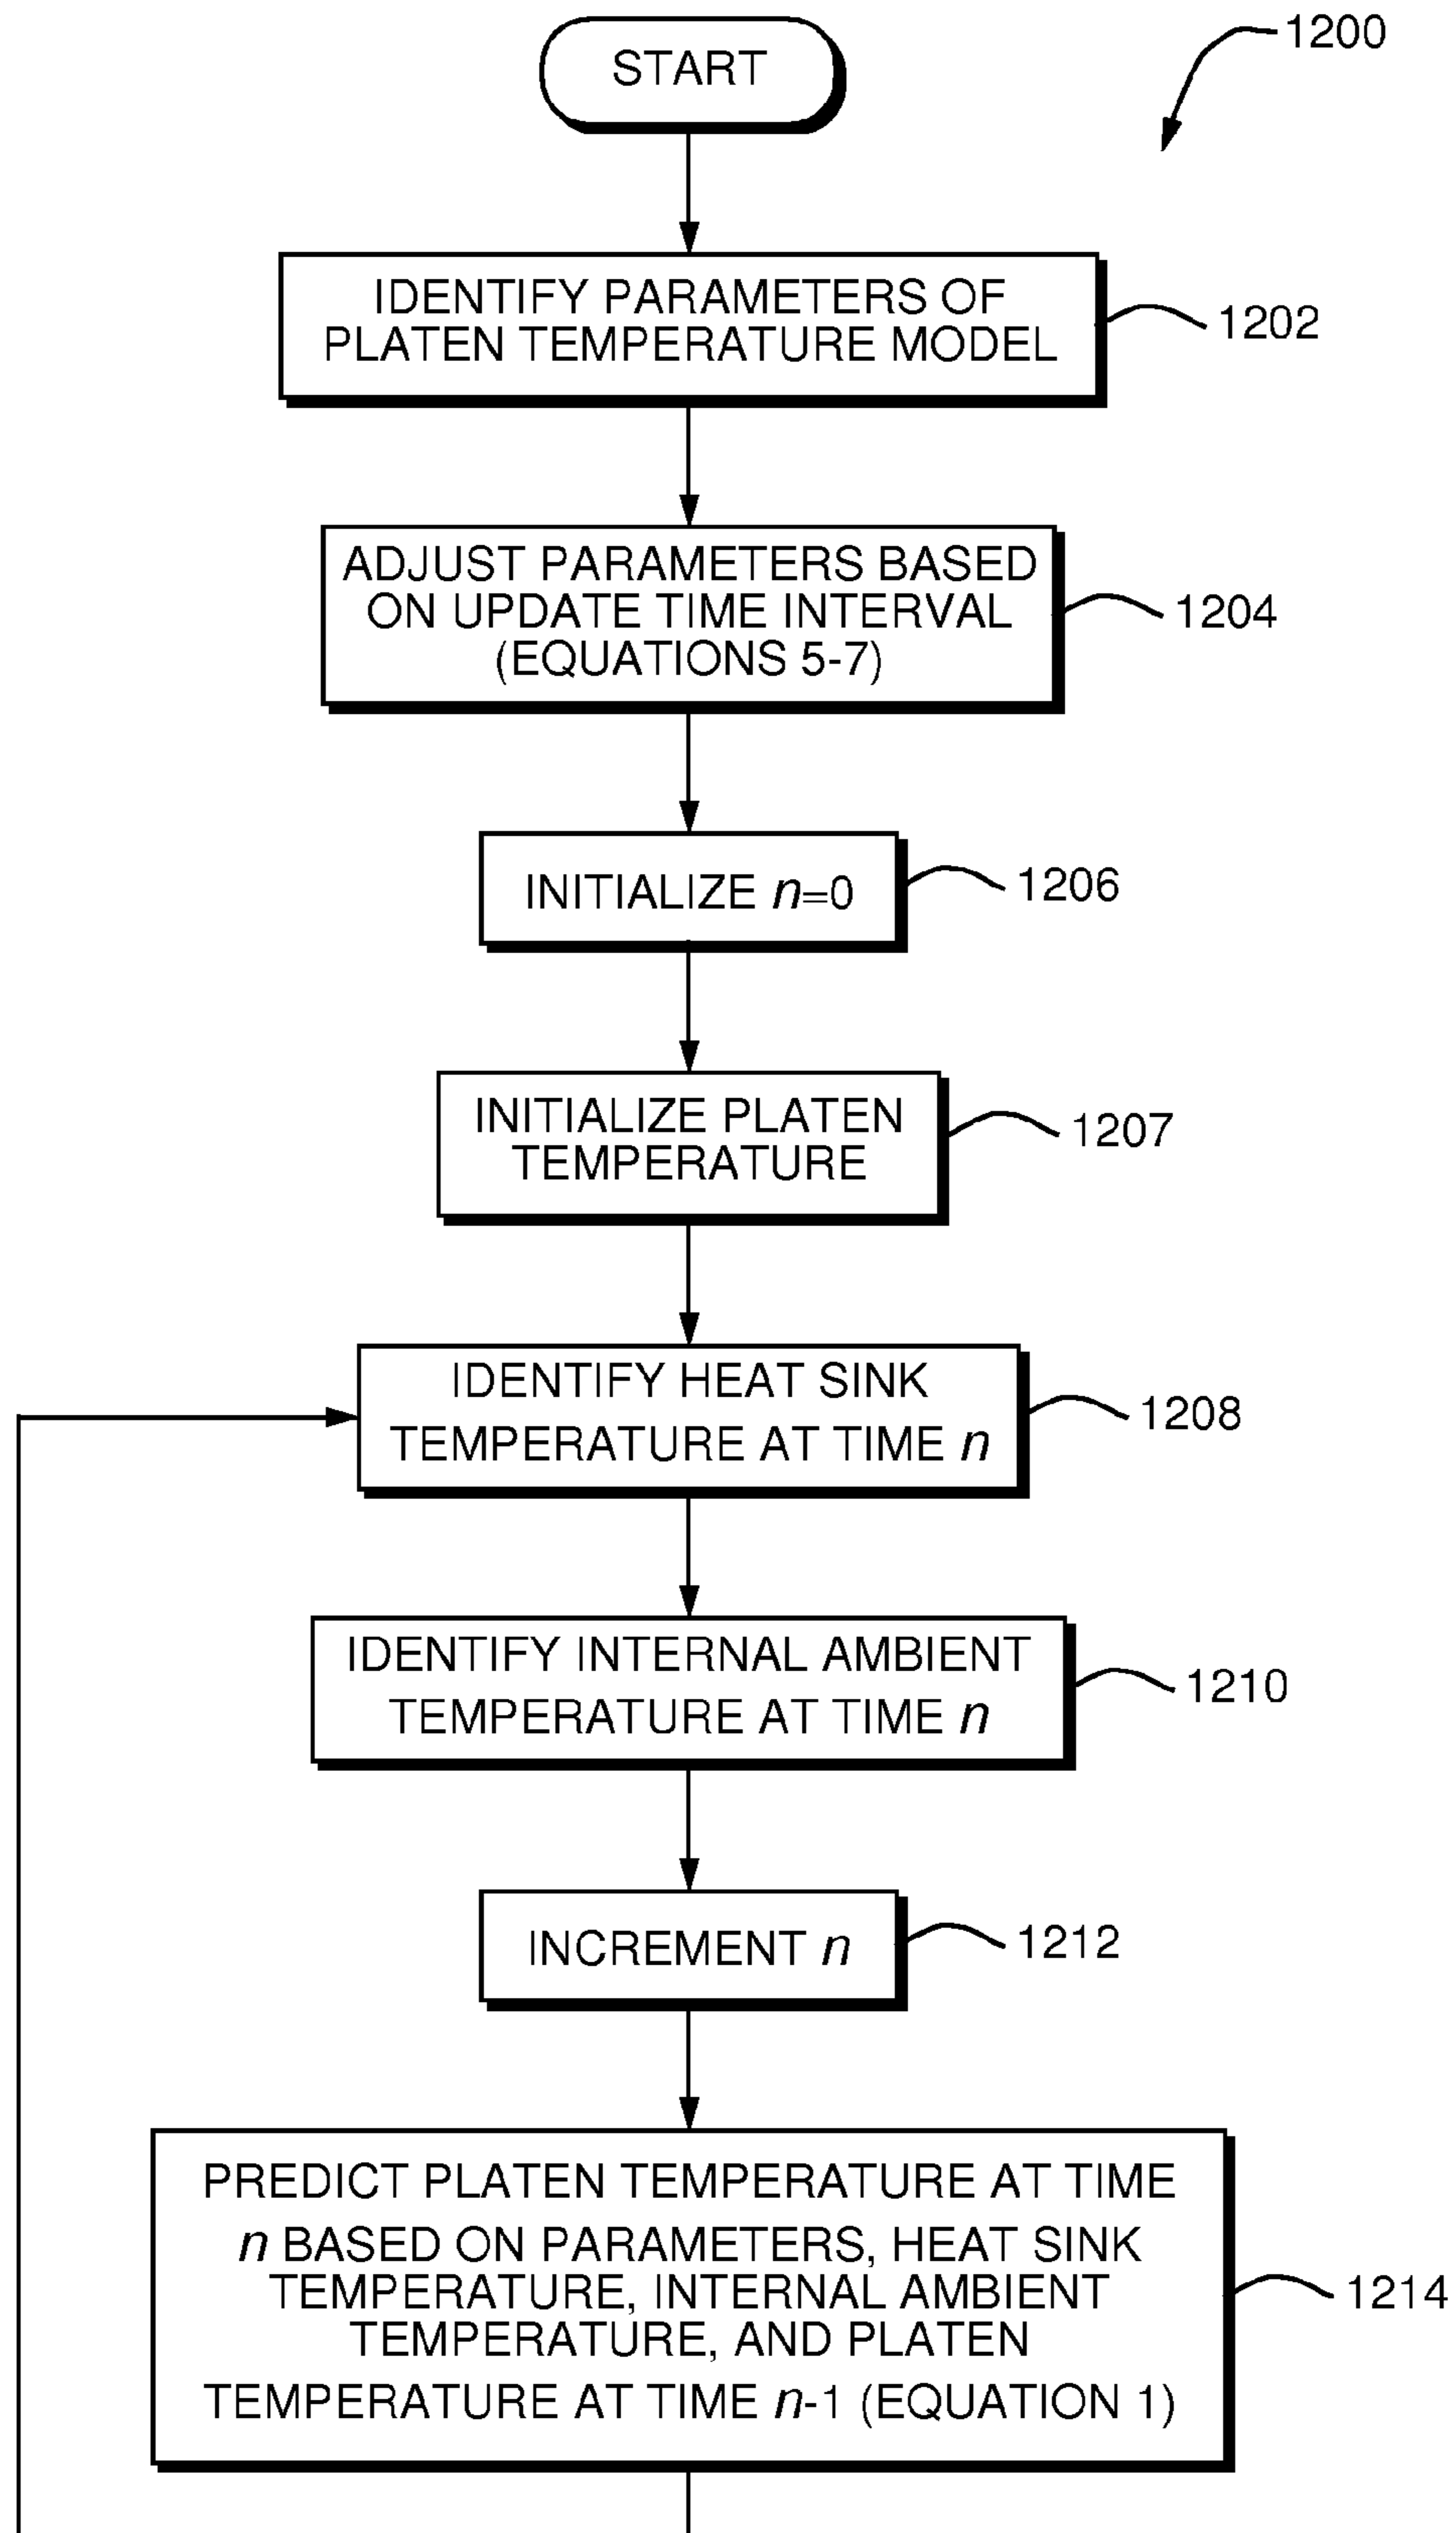 START
1200
IDENTIFY PARAMETERS OF
PLATEN TEMPERATURE MODEL
1202
ADJUST PARAMETERS BASED
ON UPDATE TIME INTERVAL
(EQUATIONS 5-7)
1204
INITIALIZE n=0
1206
INITIALIZE PLATEN
TEMPERATURE
1207
IDENTIFY HEAT SINK
TEMPERATURE AT TIME n
1208
IDENTIFY INTERNAL AMBIENT
TEMPERATURE AT TIME n
1210
INCREMENT n
1212
PREDICT PLATEN TEMPERATURE AT TIME
n BASED ON PARAMETERS, HEAT SINK
TEMPERATURE, INTERNAL AMBIENT
TEMPERATURE, AND PLATEN
TEMPERATURE AT TIME n-1 (EQUATION 1)
1214